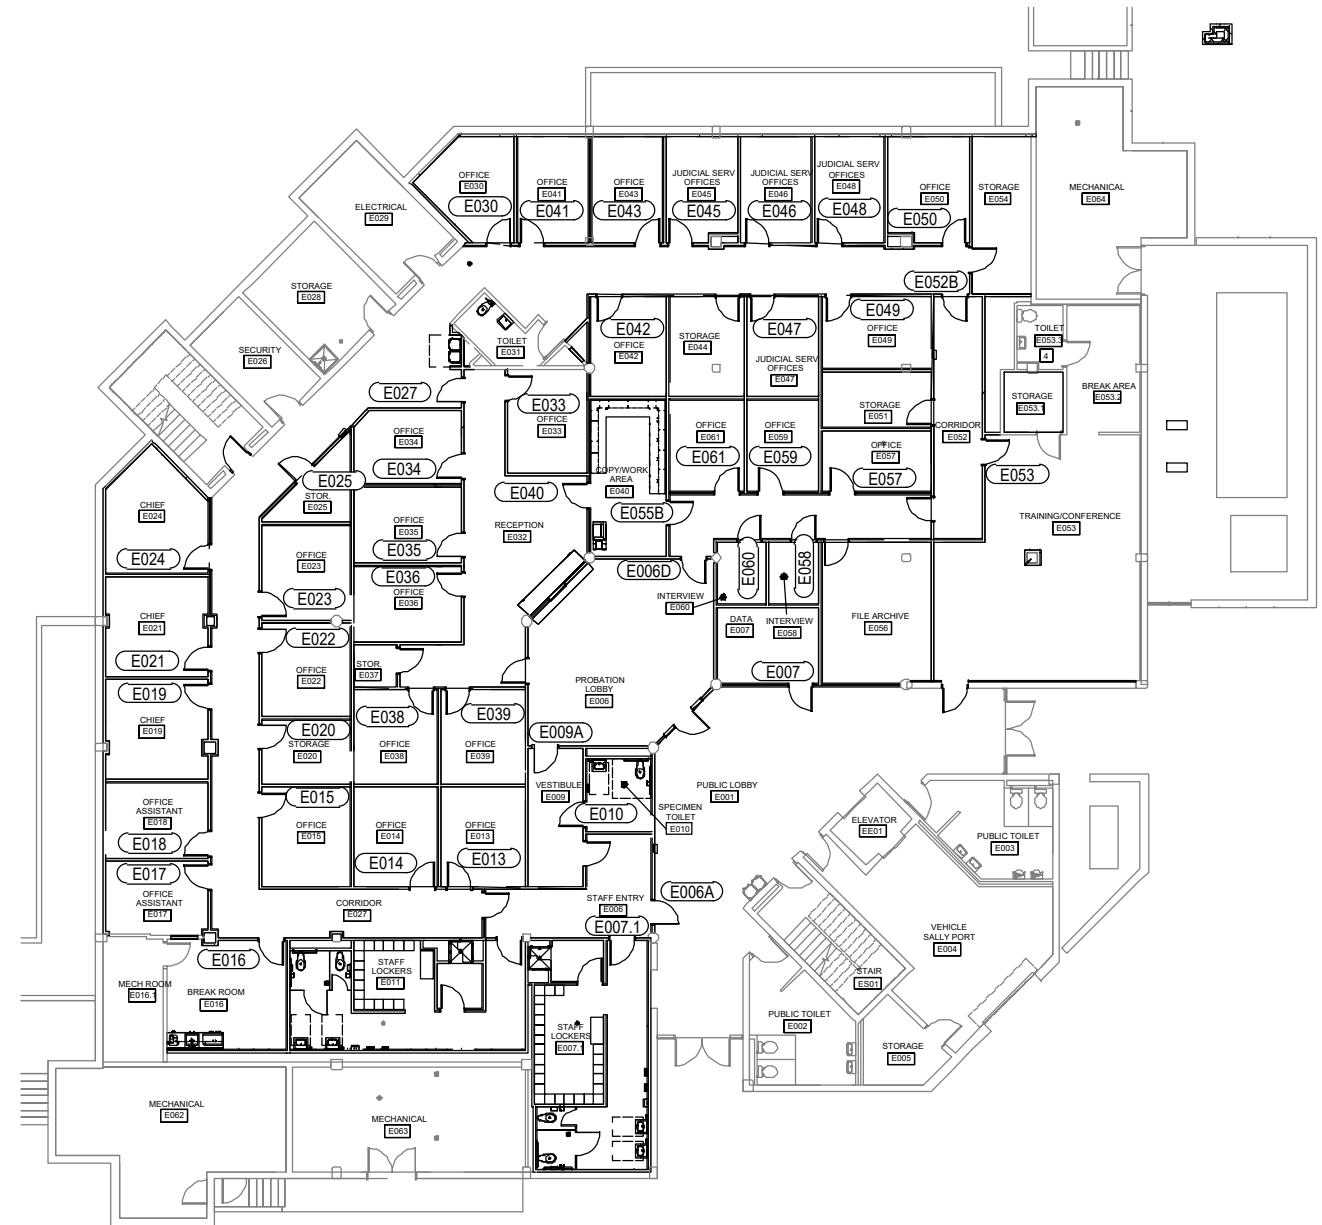 OFFICE
E030
E030
OFFICE
E041
E041
OFFICE
E043
E043
JUDICIAL SERV
OFFICES
E045
E045
JUDICIAL SERV
OFFICES
E046
E046
JUDICIAL SERV
OFFICES
E048
E048
OFFICE
E050
E050
STORAGE
E054
MECHANICAL
E064
ELECTRICAL
E029
STORAGE
E028
SECURITY
E026
E052B
TOILET
E031
E042
OFFICE
E042
STORAGE
E044
E047
JUDICIAL SERV
OFFICES
E047
E049
OFFICE
E049
TOILET
E053.3
4
BREAK AREA
E053.2
STORAGE
E053.1
E027
E033
OFFICE
E033
STORAGE
E051
CORRIDOR
E052
OFFICE
E034
E034
OFFICE
E061
E061
OFFICE
E059
E059
OFFICE
E057
E057
E053
E025
STOR.
E025
E040
COPY/WORK
AREA
E040
E055B
TRAINING/CONFERENCE
E053
CHIEF
E024
E024
OFFICE
E035
E035
RECEPTION
E032
OFFICE
E023
E023
E036
OFFICE
E036
E006D
E060
E058
INTERVIEW
E060
DATA
E007
INTERVIEW
E058
FILE ARCHIVE
E056
CHIEF
E021
E021
E022
OFFICE
E022
STOR.
E037
E007
PROBATION
LOBBY
E006
E019
CHIEF
E019
E020
STORAGE
E020
E038
OFFICE
E038
E039
OFFICE
E039
E009A
VESTIBULE
E009
PUBLIC LOBBY
E001
E010
SPECIMEN
TOILET
E010
OFFICE
ASSISTANT
E018
E018
E015
OFFICE
E015
OFFICE
E014
E014
OFFICE
E013
E013
ELEVATOR
EE01
PUBLIC TOILET
E003
E017
OFFICE
ASSISTANT
E017
CORRIDOR
E027
STAFF ENTRY
E006
E007.1
E006A
VEHICLE
SALLY PORT
E004
E016
MECH ROOM
E016.1
BREAK ROOM
E016
STAFF
LOCKERS
E011
STAIR
ES01
STAFF
LOCKERS
E007.1
PUBLIC TOILET
E002
STORAGE
E005
MECHANICAL
E062
MECHANICAL
E063